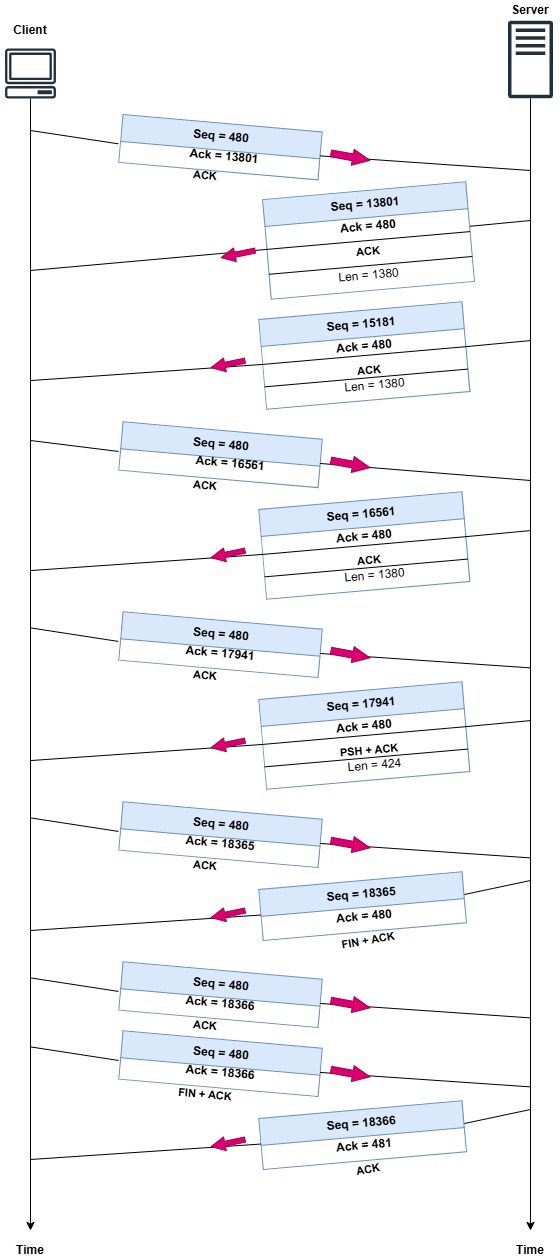 Server
Client
Seq = 480
Ack = 13801
ACK
Seq = 13801
Ack = 480
ACK
Len = 1380
Seq = 15181
Ack = 480
ACK
Len = 1380
Seq = 480
Ack = 16561
ACK
Seq = 16561
Ack = 480
ACK
Len = 1380
Seq = 480
Ack = 17941
ACK
Seq = 17941
Ack = 480
PSH + ACK
Len = 424
Seq = 480
Ack = 18365
ACK
Seq = 18365
Ack = 480
FIN + ACK
Seq = 480
Ack = 18366
ACK
Seq = 480
Ack = 18366
FIN + ACK
Seq = 18366
Ack = 481
ACK
Time
Time